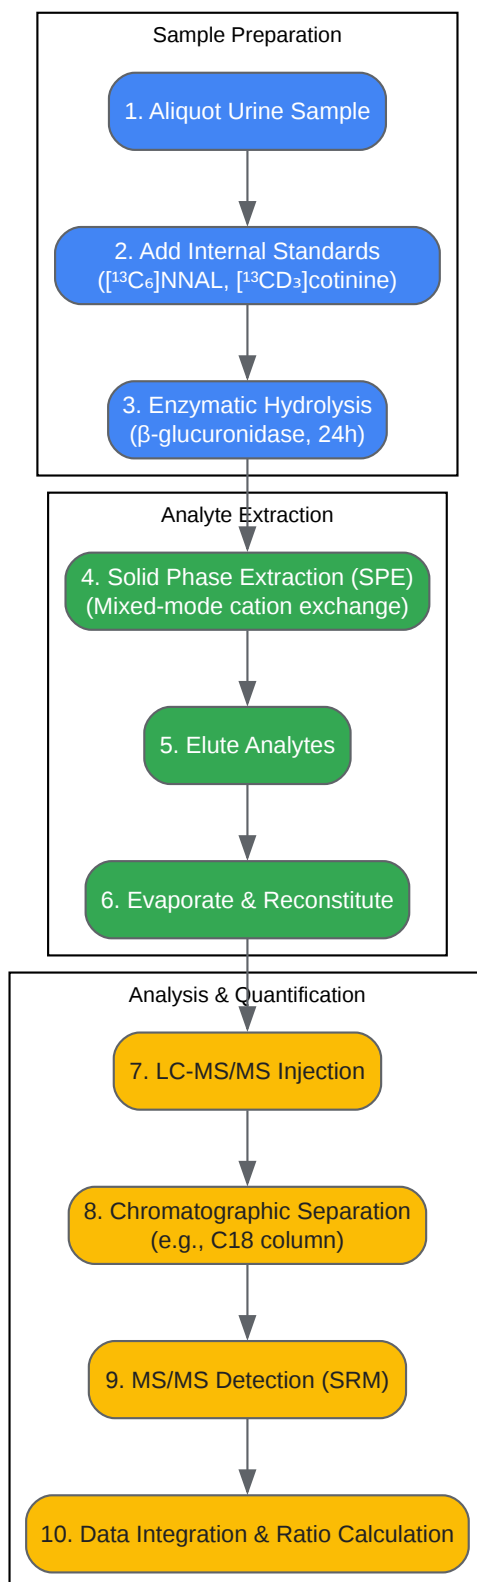 Sample Preparation
1. Aliquot Urine Sample
2. Add Internal Standards
([¹³C₆]NNAL, [¹³CD₃]cotinine)
3. Enzymatic Hydrolysis
(β-glucuronidase, 24h)
Analyte Extraction
4. Solid Phase Extraction (SPE)
(Mixed-mode cation exchange)
5. Elute Analytes
6. Evaporate & Reconstitute
Analysis & Quantification
7. LC-MS/MS Injection
8. Chromatographic Separation
(e.g., C18 column)
9. MS/MS Detection (SRM)
10. Data Integration & Ratio Calculation